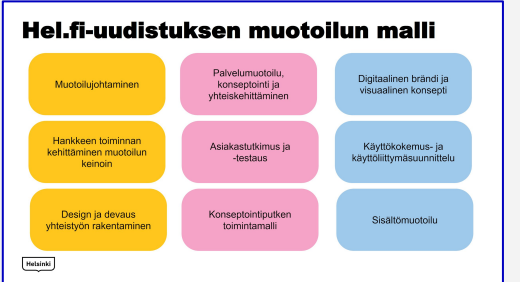 Hel.fi-uudistuksen muotoilun malli
Muotoilujohtaminen
Palvelumuotoilu,
konseptointi ja
yhteiskehittäminen
Digitaalinen brändi ja
visuaalinen konsepti
Hankkeen toiminnan
kehittäminen muotoilun
keinoin
Asiakastutkimus ja
-testaus
Käyttökokemus- ja
käyttöliittymäsuunnittelu
Design ja devaus
yhteistyön rakentaminen
Konseptointiputken
toimintamalli
Sisältömuotoilu
Helsinki